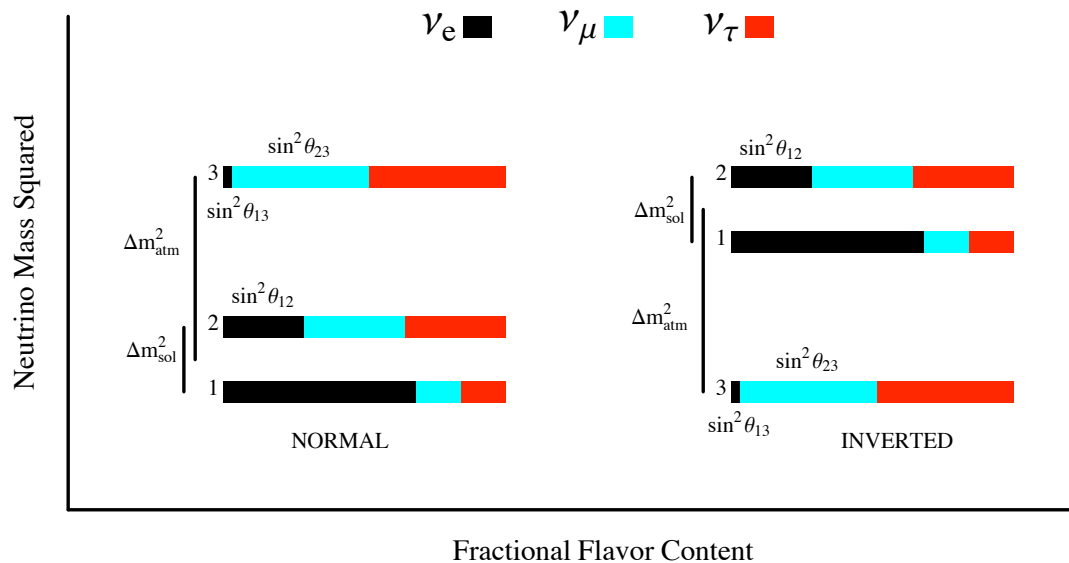 νe νμ ντ
Neutrino Mass Squared
sin²θ₂₃
3
sin²θ₁₃
Δm²atm
sin²θ₁₂
2
Δm²sol
1
NORMAL
sin²θ₁₂
2
Δm²sol
1
Δm²atm
sin²θ₂₃
3
sin²θ₁₃
INVERTED
Fractional Flavor Content